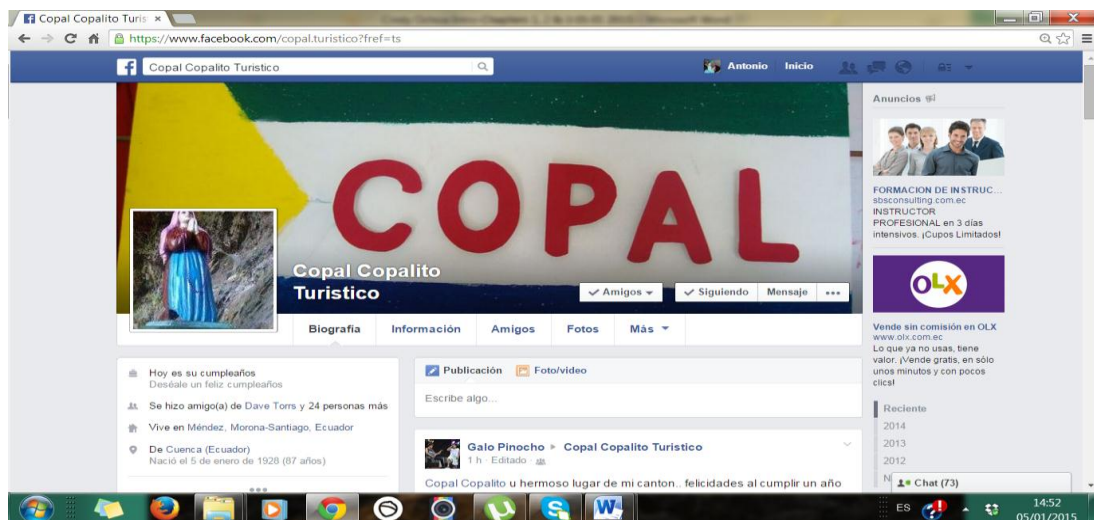 Copal Copalito Turis
https://www.facebook.com/copal.turistico?fref=ts
Copal Copalito Turistico
Antonio Inicio
COPAL
Copal Copalito
Turistico
Amigos
Siguiendo
Mensaje
Biografía
Información
Amigos
Fotos
Más
Hoy es su cumpleaños
Deséale un feliz cumpleaños
Se hizo amigo(a) de Dave Torrs y 24 personas más
Vive en Méndez, Morona-Santiago, Ecuador
De Cuenca (Ecuador)
Nació el 5 de enero de 1928 (87 años)
Publicación
Foto/video
Escribe algo...
Galo Pinocho ▸ Copal Copalito Turistico
1 h · Editado ·
Copal Copalito u hermoso lugar de mi canton.. felicidades al cumplir un año
Anuncios
FORMACION DE INSTRUC...
sbsconsulting.com.ec
INSTRUCTOR
PROFESIONAL en 3 días
intensivos. ¡Cupos Limitados!
OLX
Vende sin comisión en OLX
www.olx.com.ec
Lo que ya no usas, tiene
valor. ¡Vende gratis, en sólo
unos minutos y con pocos
clics!
Reciente
2014
2013
2012
Chat (73)
ES
14:52
05/01/2015